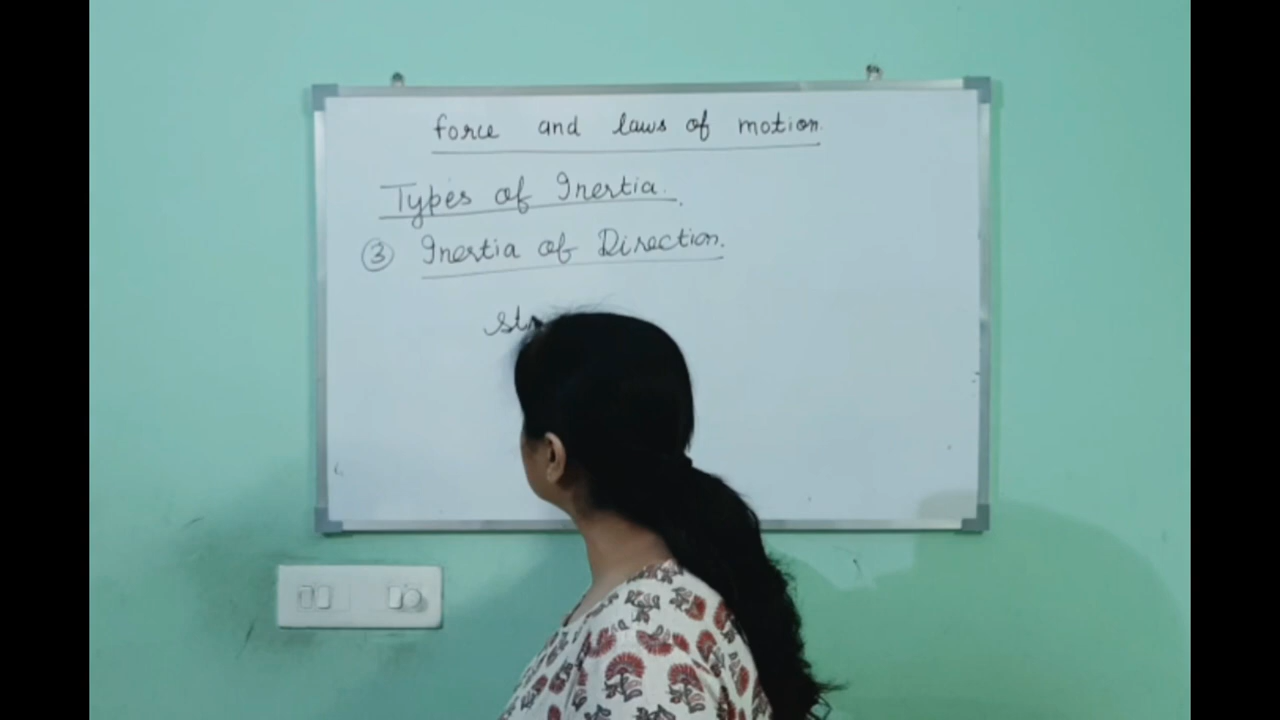 force and laws of motion.
Types of Inertia.
③ Inertia of Direction.